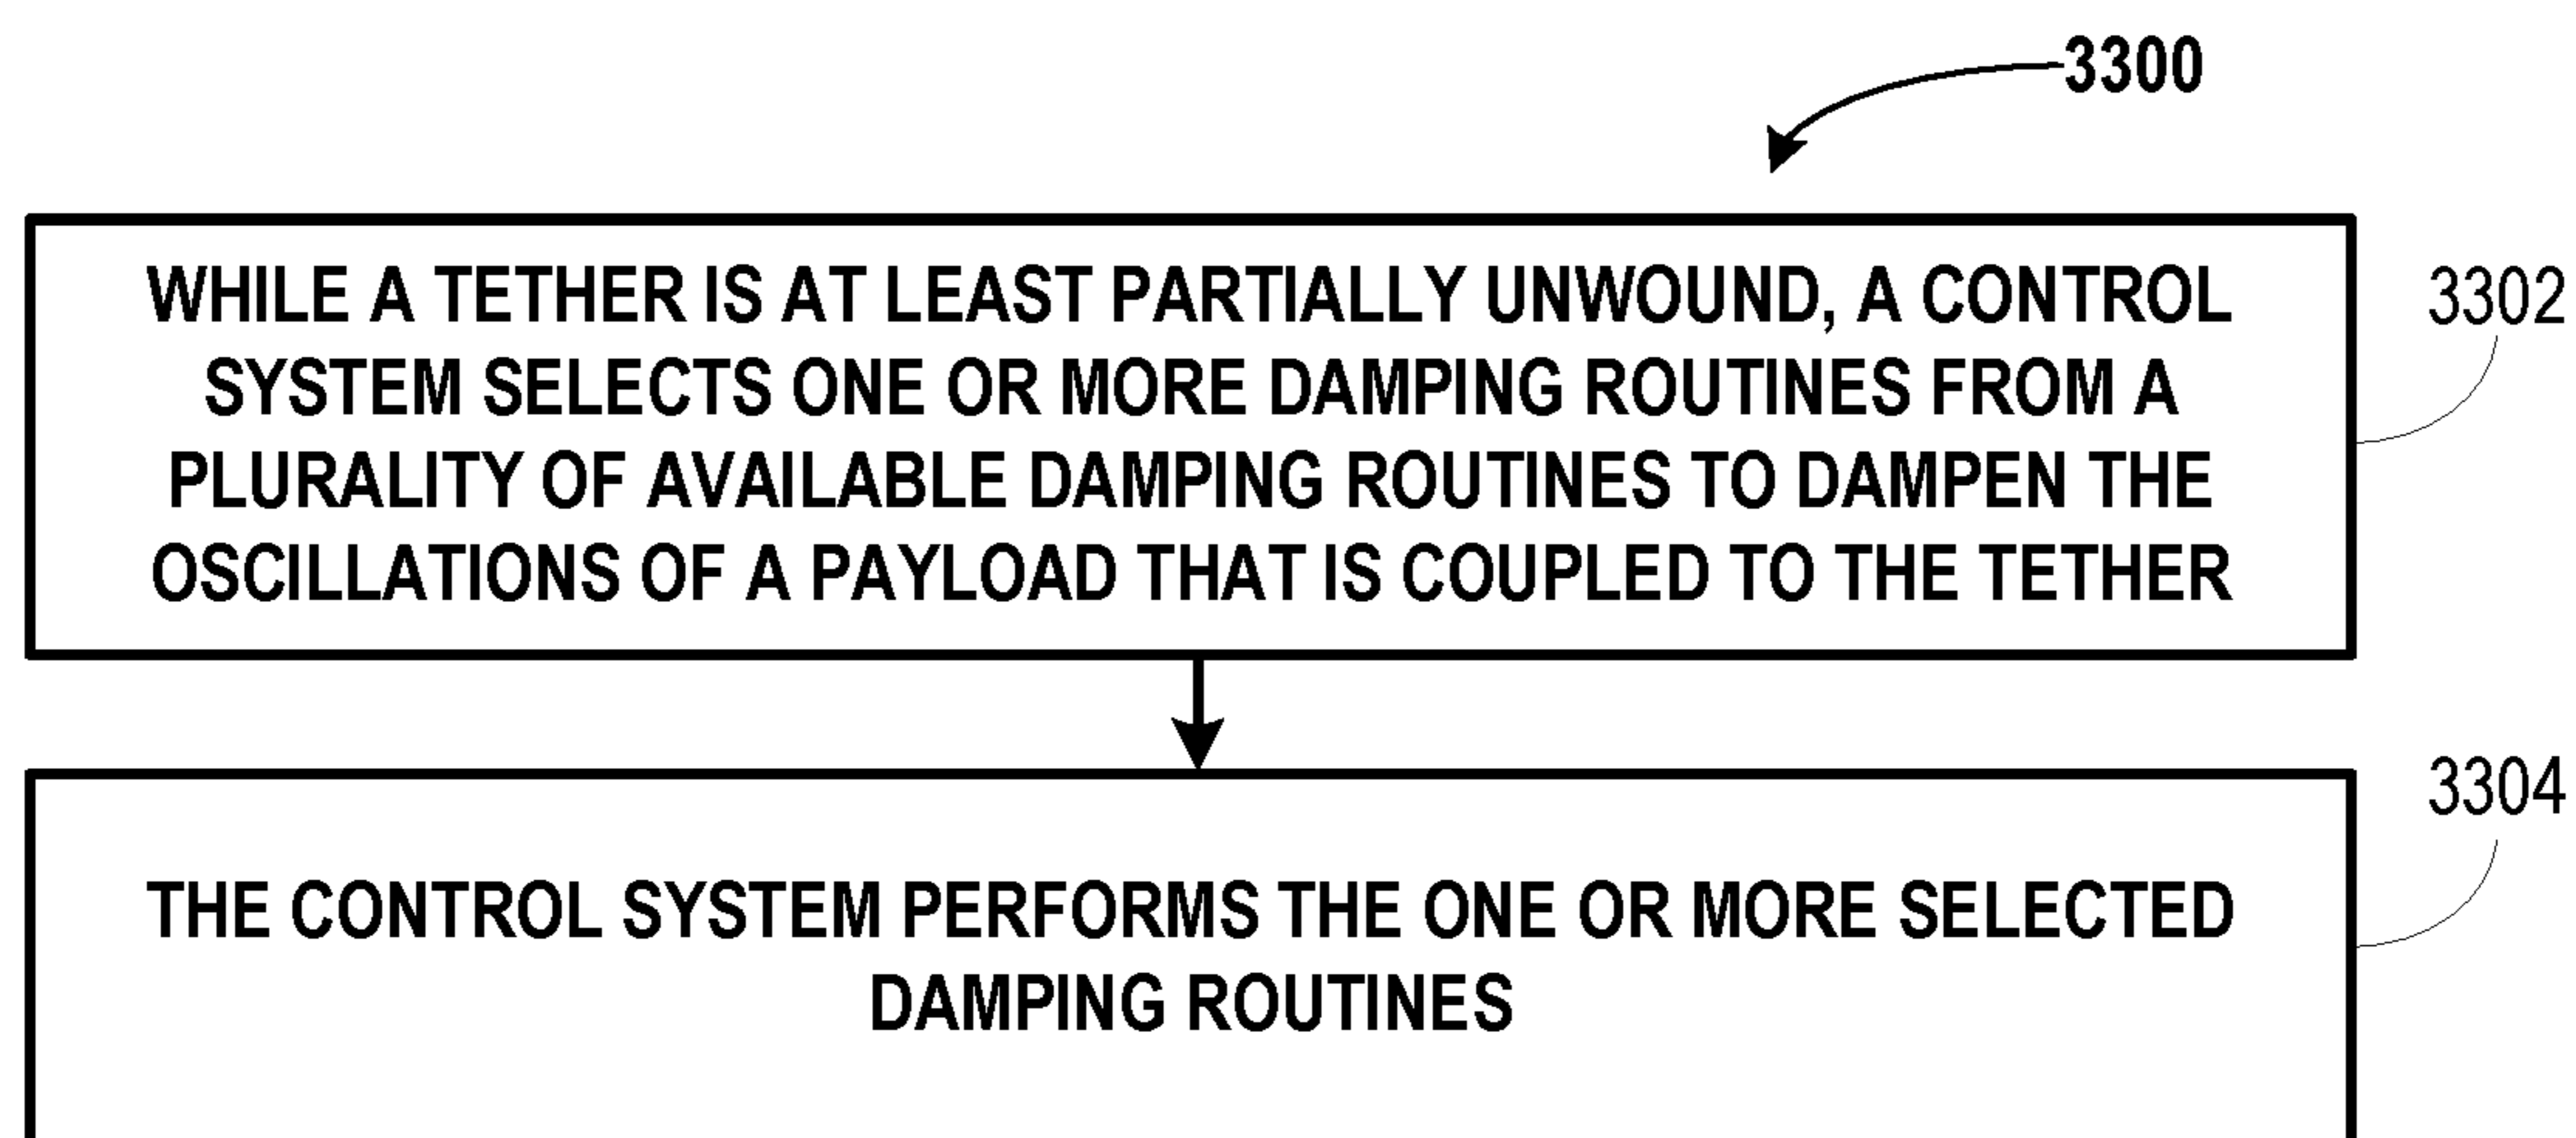 3300
WHILE A TETHER IS AT LEAST PARTIALLY UNWOUND, A CONTROL
SYSTEM SELECTS ONE OR MORE DAMPING ROUTINES FROM A
PLURALITY OF AVAILABLE DAMPING ROUTINES TO DAMPEN THE
OSCILLATIONS OF A PAYLOAD THAT IS COUPLED TO THE TETHER
3302
THE CONTROL SYSTEM PERFORMS THE ONE OR MORE SELECTED
DAMPING ROUTINES
3304